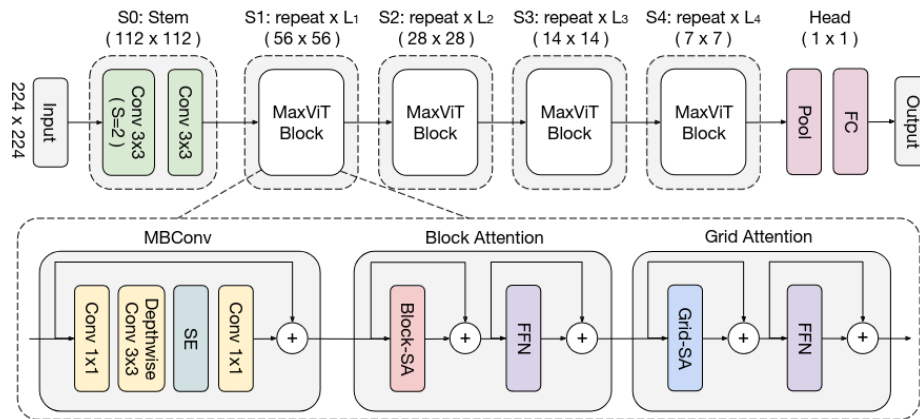 S0: Stem
( 112 x 112 )
S1: repeat x L₁
( 56 x 56 )
S2: repeat x L₂
( 28 x 28 )
S3: repeat x L₃
( 14 x 14 )
S4: repeat x L₄
( 7 x 7 )
Head
( 1 x 1 )
224 x 224
Input
Conv 3x3
( S=2 )
Conv 3x3
MaxViT
Block
MaxViT
Block
MaxViT
Block
MaxViT
Block
Pool
FC
Output
MBConv
Conv 1x1
Depthwise
Conv 3x3
SE
Conv 1x1
+
Block Attention
Block-SA
+
FFN
+
Grid Attention
Grid-SA
+
FFN
+